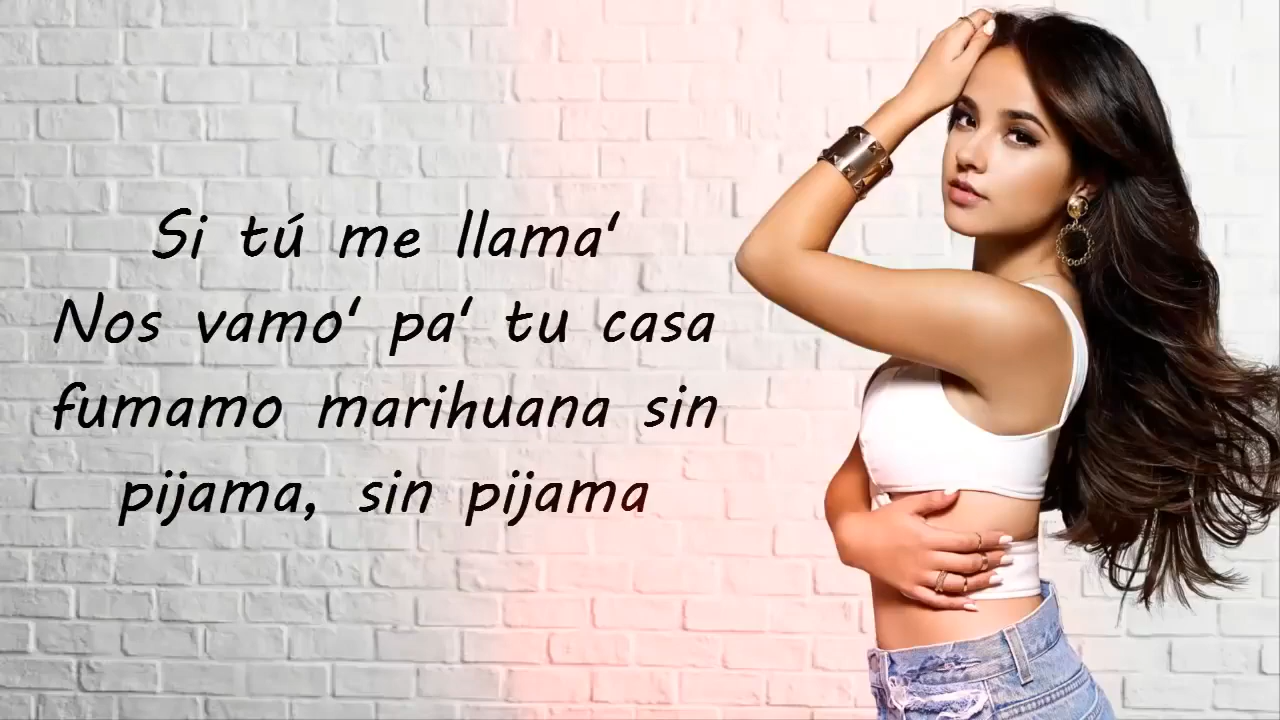 Si tú me llama'
Nos vamo' pa' tu casa
fumamo marihuana sin
pijama, sin pijama